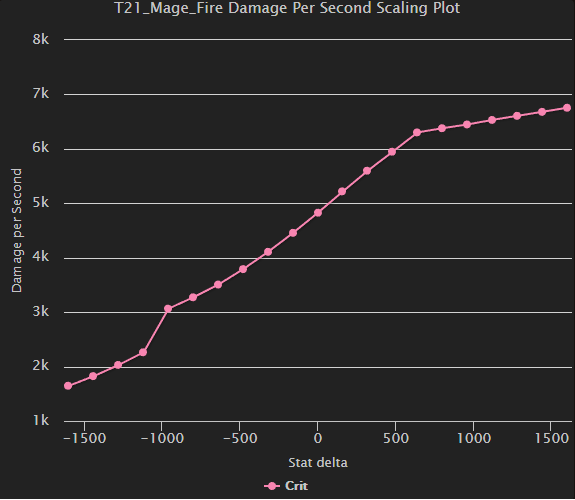 T21_Mage_Fire Damage Per Second Scaling Plot
8k
7k
6k
5k
4k
3k
2k
1k
Damage per Second
-1500 -1000 -500 0 500 1000 1500
Stat delta
Crit